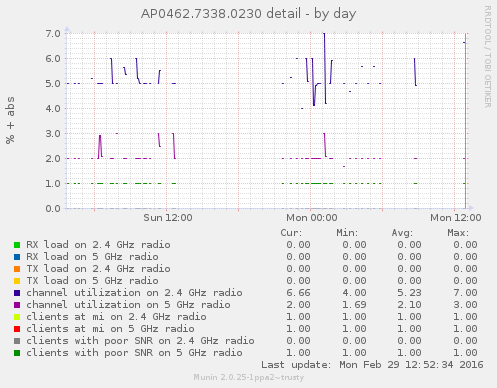 AP0462.7338.0230 detail - by day
RRDTOOL / TOBI OETIKER
% + abs
7.0
6.0
5.0
4.0
3.0
2.0
1.0
0.0
Sun 12:00 Mon 00:00 Mon 12:00
Cur: Min: Avg: Max:
RX load on 2.4 GHz radio 0.00 0.00 0.00 0.00
RX load on 5 GHz radio 0.00 0.00 0.00 0.00
TX load on 2.4 GHz radio 0.00 0.00 0.00 0.00
TX load on 5 GHz radio 0.00 0.00 0.00 0.00
channel utilization on 2.4 GHz radio 6.66 4.00 5.23 7.00
channel utilization on 5 GHz radio 2.00 1.69 2.10 3.00
clients at mi on 2.4 GHz radio 1.00 1.00 1.00 1.00
clients at mi on 5 GHz radio 1.00 1.00 1.00 1.00
clients with poor SNR on 2.4 GHz radio 0.00 0.00 0.00 0.00
clients with poor SNR on 5 GHz radio 1.00 1.00 1.00 1.00
Last update: Mon Feb 29 12:52:34 2016
Munin 2.0.25-1ppa2~trusty